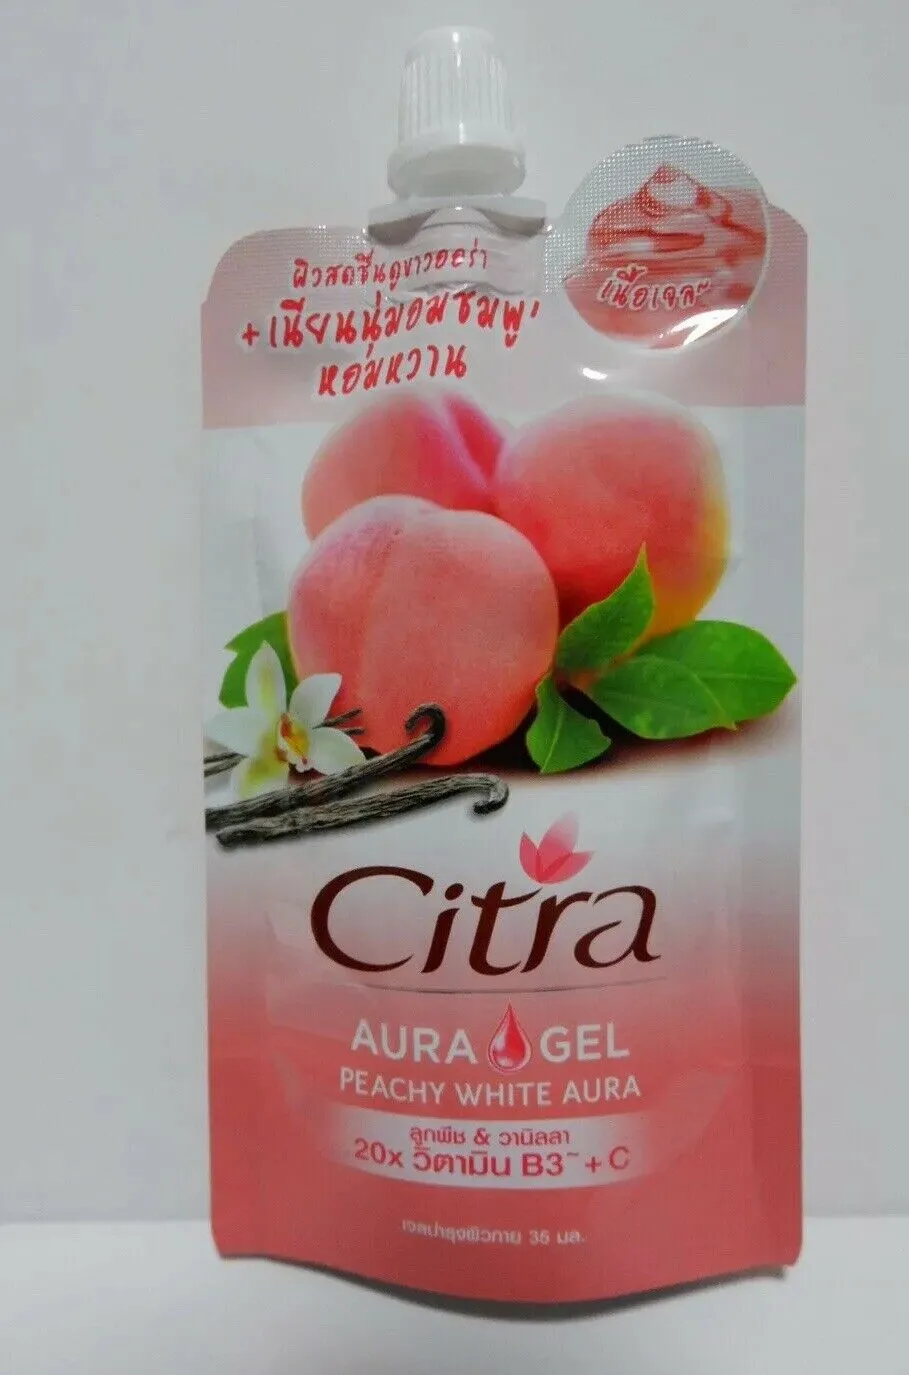 ผิวสดชื่นดูขาวออร่า
+เนียนนุ่มอมชมพู
หอมหวาน
เนื้อเจล~
Citra
AURA GEL
PEACHY WHITE AURA
ลูกพีช & วานิลลา
20x วิตามิน B3~ + C
เจลบำรุงผิวกาย 35 มล.